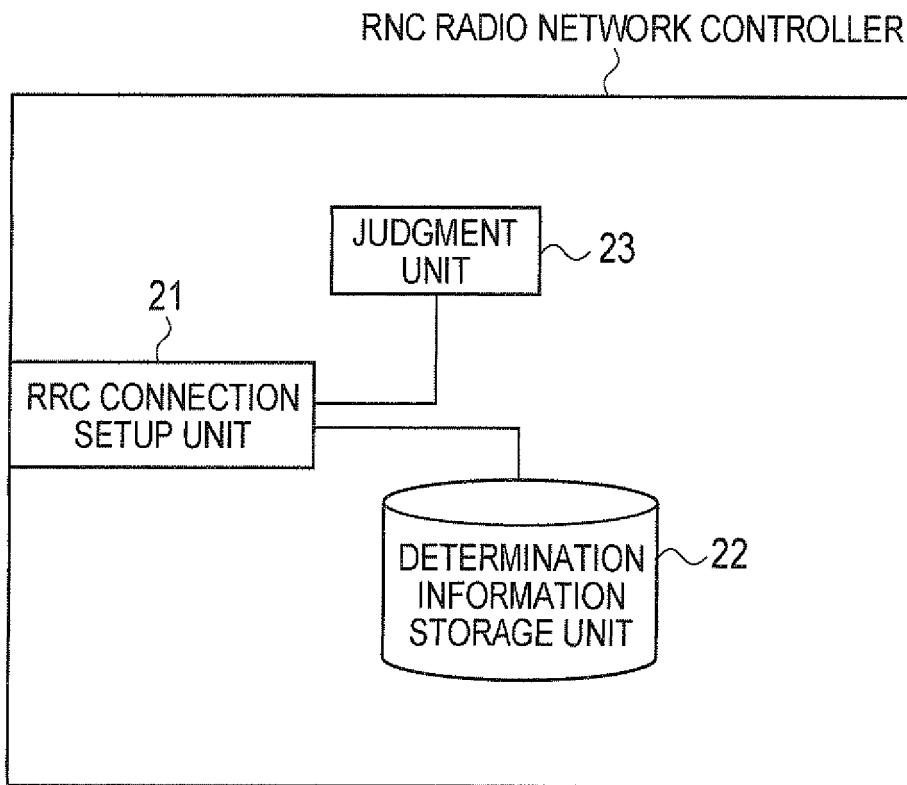 RNC RADIO NETWORK CONTROLLER
JUDGMENT
UNIT
23
21
RRC CONNECTION
SETUP UNIT
DETERMINATION
INFORMATION
STORAGE UNIT
22